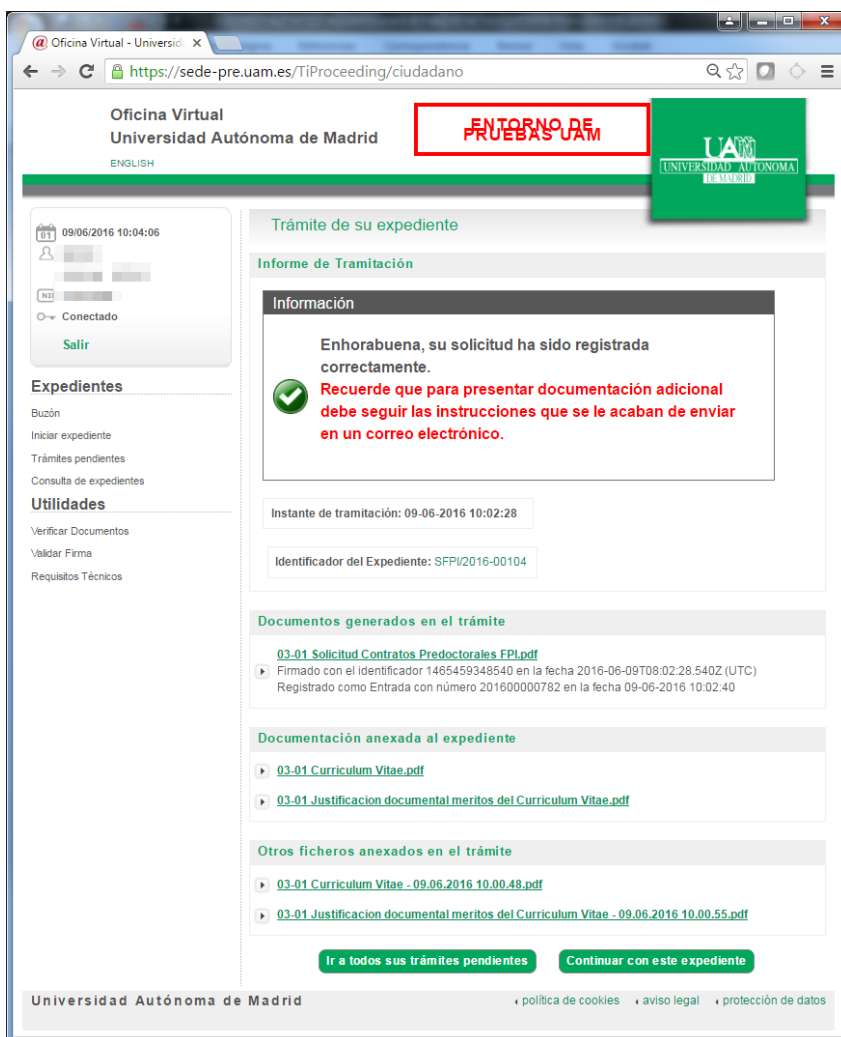 Oficina Virtual - Universid
https://sede-pre.uam.es/TiProceeding/ciudadano
Oficina Virtual
Universidad Autónoma de Madrid
ENGLISH
ENTORNO DE
PRUEBAS UAM
UAM
UNIVERSIDAD AUTONOMA
DE MADRID
09/06/2016 10:04:06
Conectado
Salir
Expedientes
Buzón
Iniciar expediente
Trámites pendientes
Consulta de expedientes
Utilidades
Verificar Documentos
Validar Firma
Requisitos Técnicos
Trámite de su expediente
Informe de Tramitación
Información
Enhorabuena, su solicitud ha sido registrada
correctamente.
Recuerde que para presentar documentación adicional
debe seguir las instrucciones que se le acaban de enviar
en un correo electrónico.
Instante de tramitación: 09-06-2016 10:02:28
Identificador del Expediente: SFPI/2016-00104
Documentos generados en el trámite
03-01 Solicitud Contratos Predoctorales FPI.pdf
Firmado con el identificador 1465459348540 en la fecha 2016-06-09T08:02:28.540Z (UTC)
Registrado como Entrada con número 201600000782 en la fecha 09-06-2016 10:02:40
Documentación anexada al expediente
03-01 Curriculum Vitae.pdf
03-01 Justificacion documental meritos del Curriculum Vitae.pdf
Otros ficheros anexados en el trámite
03-01 Curriculum Vitae - 09.06.2016 10.00.48.pdf
03-01 Justificacion documental meritos del Curriculum Vitae - 09.06.2016 10.00.55.pdf
Ir a todos sus trámites pendientes
Continuar con este expediente
Universidad Autónoma de Madrid
política de cookies
aviso legal
protección de datos